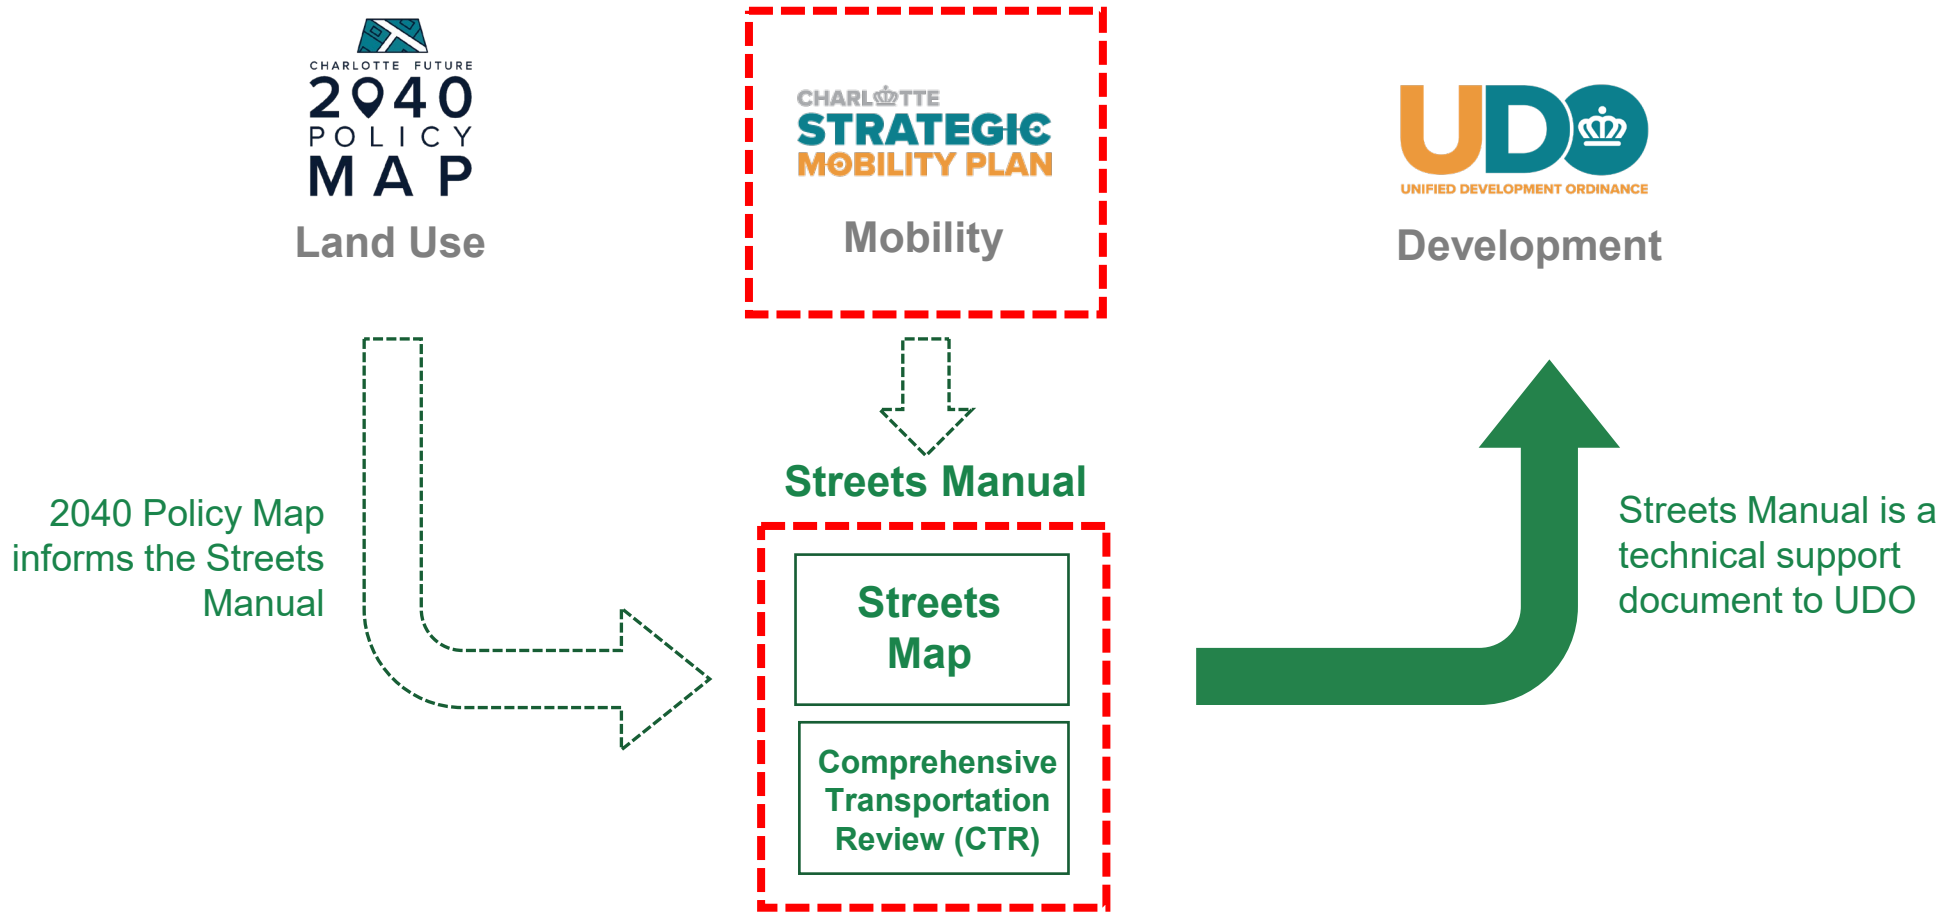 CHARLOTTE FUTURE
2040
POLICY
MAP
Land Use
CHARLOTTE
STRATEGIC
MOBILITY PLAN
Mobility
UDO
UNIFIED DEVELOPMENT ORDINANCE
Development
2040 Policy Map
informs the Streets
Manual
Streets Manual
Streets
Map
Comprehensive
Transportation
Review (CTR)
Streets Manual is a
technical support
document to UDO